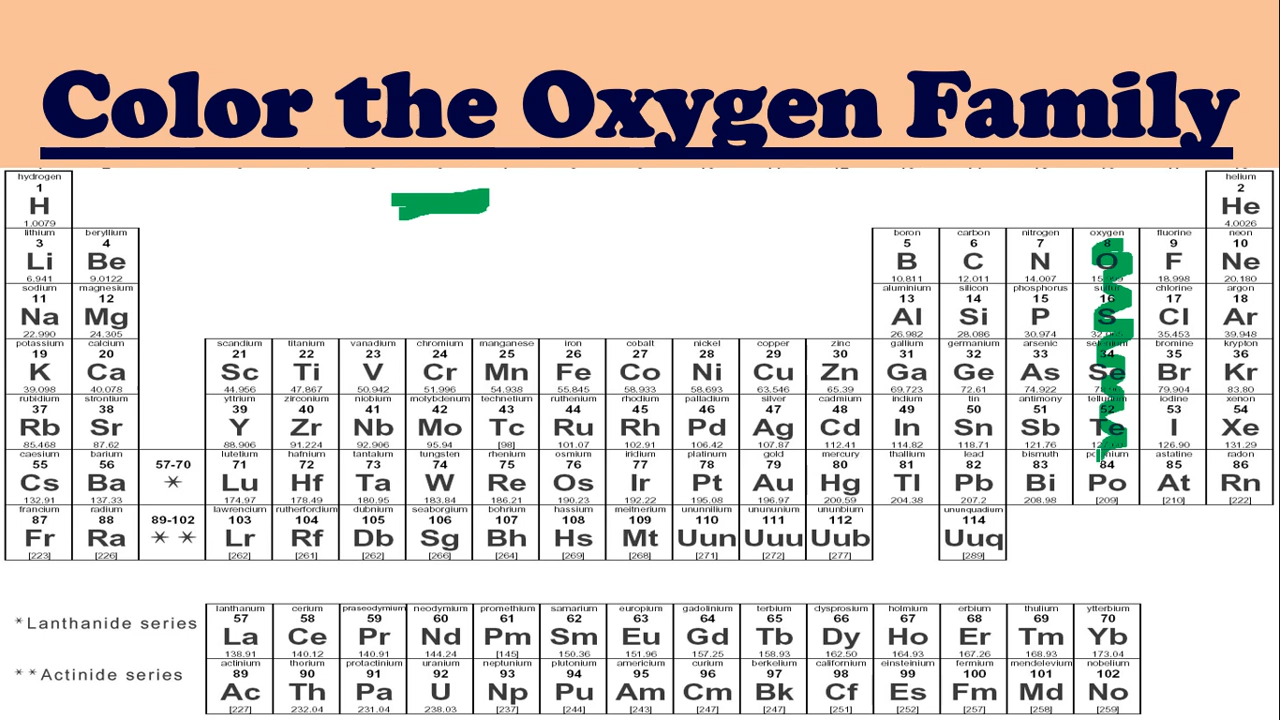 Color the Oxygen Family
hydrogen helium
1 2
H He
1.0079 4.0026
lithium beryllium boron carbon nitrogen oxygen fluorine neon
3 4 5 6 7 8 9 10
Li Be B C N O F Ne
6.941 9.0122 10.811 12.011 14.007 18.998 20.180
sodium magnesium aluminium silicon phosphorus sulfur chlorine argon
11 12 13 14 15 16 17 18
Na Mg Al Si P S Cl Ar
22.990 24.305 26.982 28.086 30.974 35.453 39.948
potassium calcium scandium titanium vanadium chromium manganese iron cobalt nickel copper zinc gallium germanium arsenic selenium bromine krypton
19 20 21 22 23 24 25 26 27 28 29 30 31 32 33 34 35 36
K Ca Sc Ti V Cr Mn Fe Co Ni Cu Zn Ga Ge As Se Br Kr
39.098 40.078 44.956 47.867 50.942 51.996 54.938 55.845 58.933 58.693 63.546 65.39 69.723 72.61 74.922 79.904 83.80
rubidium strontium yttrium zirconium niobium molybdenum technetium ruthenium rhodium palladium silver cadmium indium tin antimony tellurium iodine xenon
37 38 39 40 41 42 43 44 45 46 47 48 49 50 51 52 53 54
Rb Sr Y Zr Nb Mo Tc Ru Rh Pd Ag Cd In Sn Sb Te I Xe
85.468 87.62 88.906 91.224 92.906 95.94 [98] 101.07 102.91 106.42 107.87 112.41 114.82 118.71 121.76 126.90 131.29
caesium barium lutetium hafnium tantalum tungsten rhenium osmium iridium platinum gold mercury thallium lead bismuth polonium astatine radon
55 56 57-70 71 72 73 74 75 76 77 78 79 80 81 82 83 84 85 86
Cs Ba * Lu Hf Ta W Re Os Ir Pt Au Hg Tl Pb Bi Po At Rn
132.91 137.33 174.97 178.49 180.95 183.84 186.21 190.23 192.22 195.08 196.97 200.59 204.38 207.2 208.98 [209] [210] [222]
francium radium lawrencium rutherfordium dubnium seaborgium bohrium hassium meitnerium ununnilium unununium ununbium ununquadium
87 88 89-102 103 104 105 106 107 108 109 110 111 112 114
Fr Ra * * Lr Rf Db Sg Bh Hs Mt Uun Uuu Uub Uuq
[223] [226] [262] [261] [262] [266] [264] [269] [268] [271] [272] [277] [289]
lanthanum cerium praseodymium neodymium promethium samarium europium gadolinium terbium dysprosium holmium erbium thulium ytterbium
*Lanthanide series 57 58 59 60 61 62 63 64 65 66 67 68 69 70
La Ce Pr Nd Pm Sm Eu Gd Tb Dy Ho Er Tm Yb
138.91 140.12 140.91 144.24 [145] 150.36 151.96 157.25 158.93 162.50 164.93 167.26 168.93 173.04
actinium thorium protactinium uranium neptunium plutonium americium curium berkelium californium einsteinium fermium mendelevium nobelium
**Actinide series 89 90 91 92 93 94 95 96 97 98 99 100 101 102
Ac Th Pa U Np Pu Am Cm Bk Cf Es Fm Md No
[227] 232.04 231.04 238.03 [237] [244] [243] [247] [247] [251] [252] [257] [258] [259]